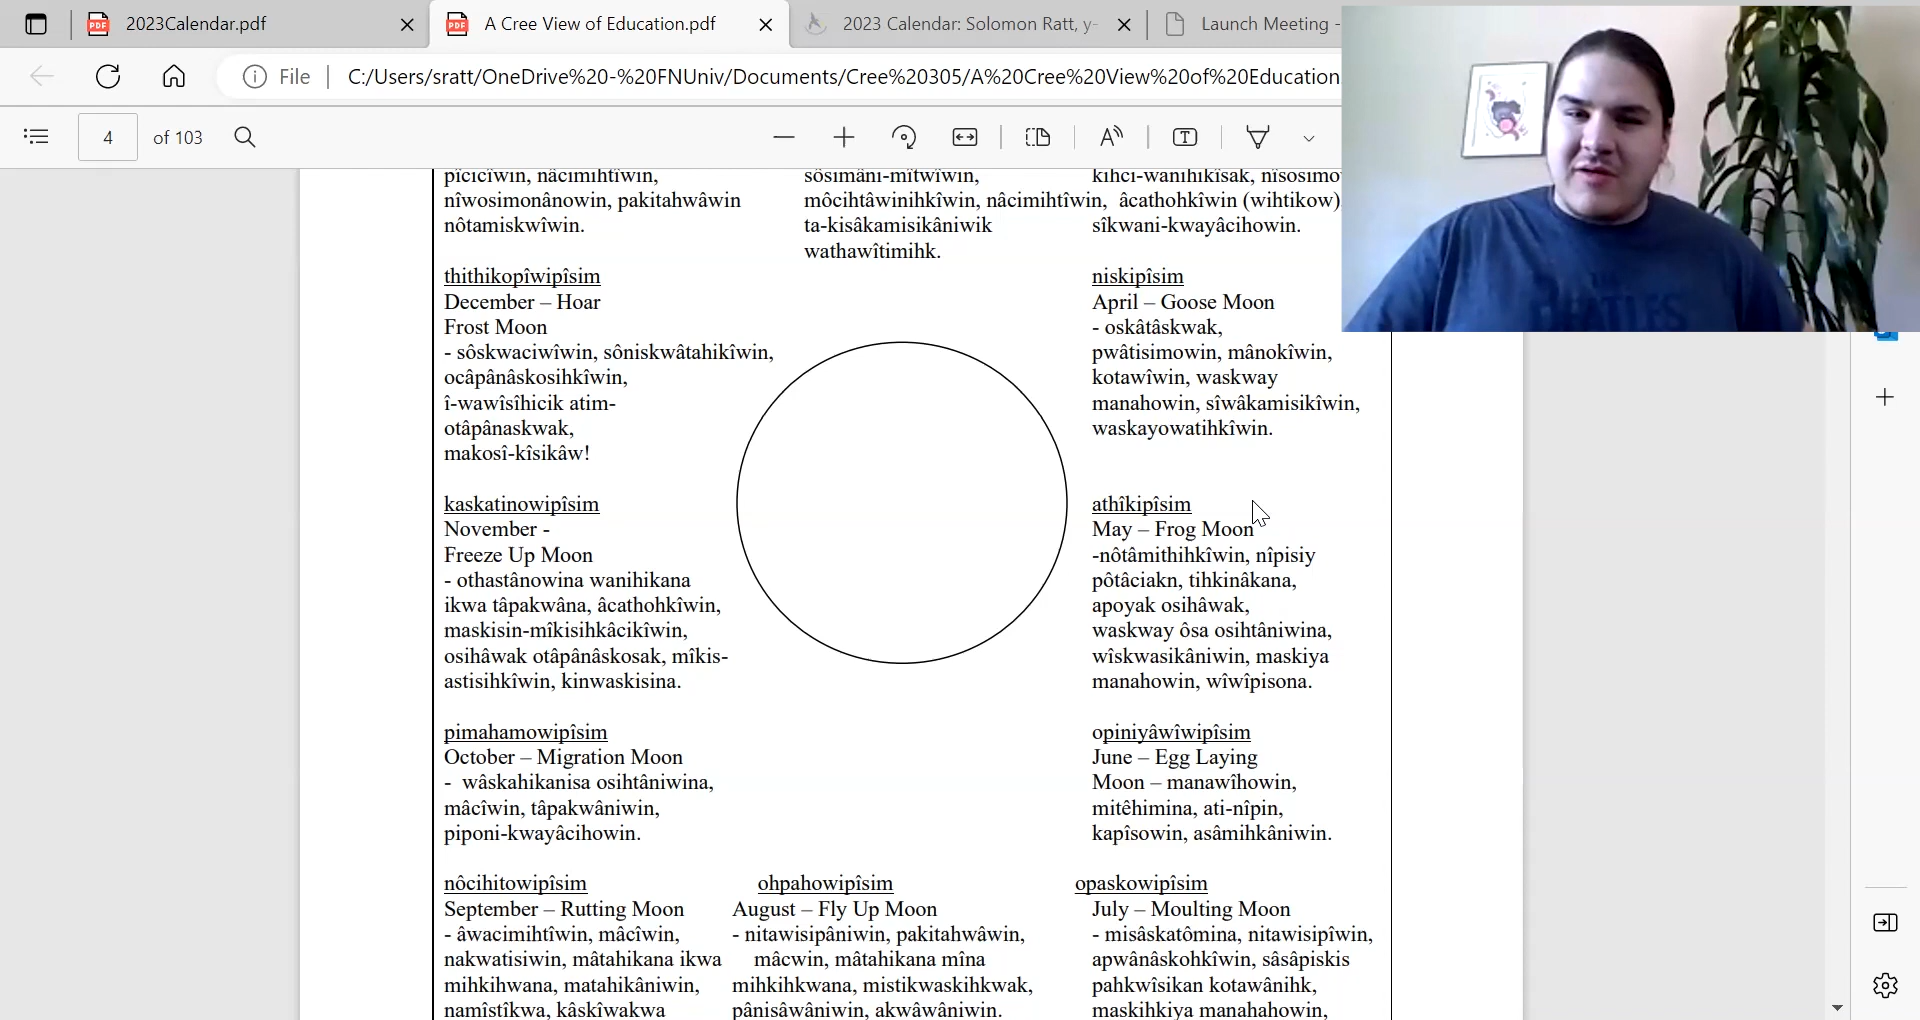 2023Calendar.pdf
A Cree View of Education.pdf
2023 Calendar: Solomon Ratt, y-
Launch Meeting -
File
C:/Users/sratt/OneDrive%20-%20FNUniv/Documents/Cree%20305/A%20Cree%20View%20of%20Education
4 of 103
pîcicîwin, nâcimihtîwin,
nîwosimonânowin, pakitahwâwin
nôtamiskwîwin.
sôsimâni-mîtwîwin,
môcihtâwinihkîwin, nâcimihtîwin,
ta-kisâkamisikâniwik
wathawîtimihk.
kihci-wanihikîsak, nîsosimo
âcathohkîwin (wihtikow)
sîkwani-kwayâcihowin.
thithikopîwipîsim
December – Hoar
Frost Moon
- sôskwaciwîwin, sôniskwâtahikîwin,
ocâpânâskosihkîwin,
î-wawîsîhicik atim-
otâpânaskwak,
makosî-kîsikâw!
niskipîsim
April – Goose Moon
- oskâtâskwak,
pwâtisimowin, mânokîwin,
kotawîwin, waskway
manahowin, sîwâkamisikîwin,
waskayowatihkîwin.
kaskatinowipîsim
November -
Freeze Up Moon
- othastânowina wanihikana
ikwa tâpakwâna, âcathohkîwin,
maskisin-mîkisihkâcikîwin,
osihâwak otâpânâskosak, mîkis-
astisihkîwin, kinwaskisina.
athîkipîsim
May – Frog Moon
-nôtâmithihkîwin, nîpisiy
pôtâciakn, tihkinâkana,
apoyak osihâwak,
waskway ôsa osihtâniwina,
wîskwasikâniwin, maskiya
manahowin, wîwîpisona.
pimahamowipîsim
October – Migration Moon
- wâskahikanisa osihtâniwina,
mâcîwin, tâpakwâniwin,
piponi-kwayâcihowin.
opiniyâwîwipîsim
June – Egg Laying
Moon – manawîhowin,
mitêhimina, ati-nîpin,
kapîsowin, asâmihkâniwin.
nôcihitowipîsim
September – Rutting Moon
- âwacimihtîwin, mâcîwin,
nakwatisiwin, mâtahikana ikwa
mihkihwana, matahikâniwin,
namîstîkwa, kâskîwakwa
ohpahowipîsim
August – Fly Up Moon
- nitawisipâniwin, pakitahwâwin,
mâcwin, mâtahikana mîna
mihkihkwana, mistikwaskihkwak,
pânisâwâniwin, akwâwâniwin.
opaskowipîsim
July – Moulting Moon
- misâskatômina, nitawisipîwin,
apwânâskohkîwin, sâsâpiskis
pahkwîsikan kotawânihk,
maskihkiya manahahowin,